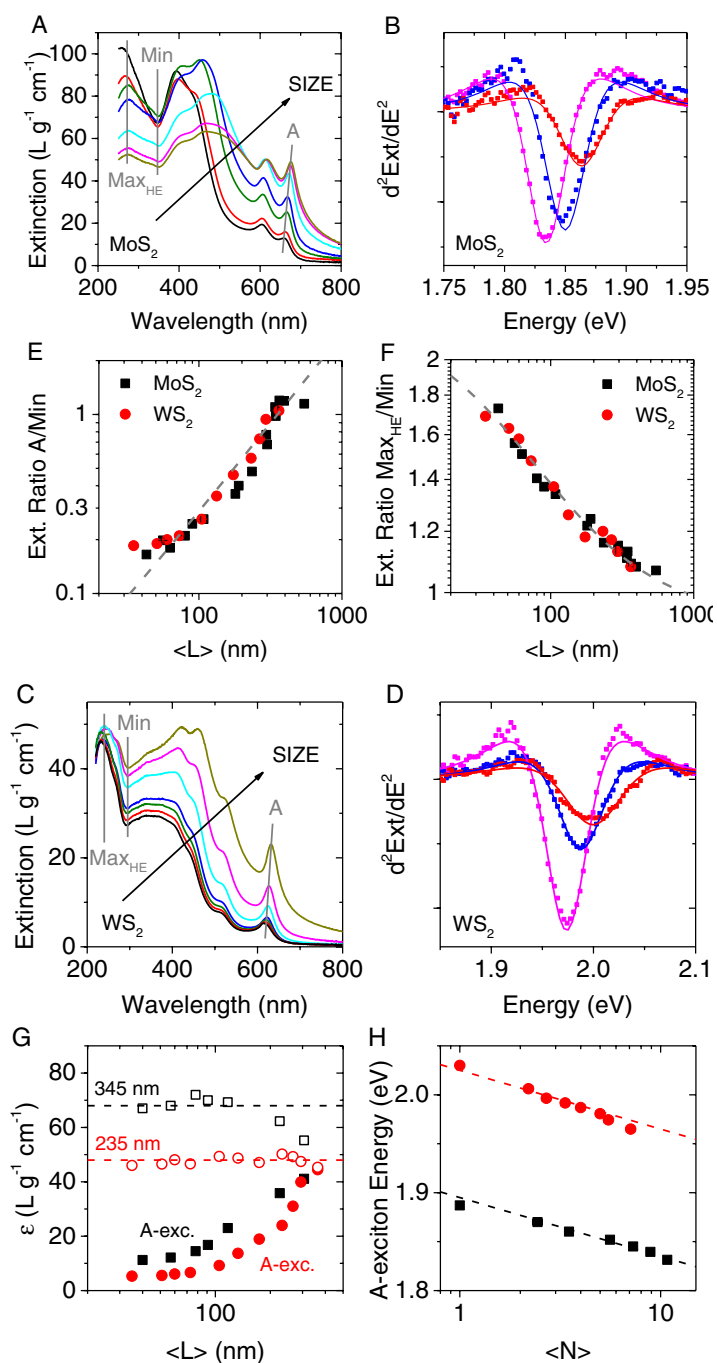 A
Extinction (L g⁻¹ cm⁻¹)
100
80
60
40
20
0
Min
SIZE
A
Max_HE
MoS₂
200 400 600 800
Wavelength (nm)
B
d²Ext/dE²
MoS₂
1.75 1.80 1.85 1.90 1.95
Energy (eV)
E
Ext. Ratio A/Min
1
0.3
0.1
MoS₂
WS₂
100 1000
<L> (nm)
F
Ext. Ratio Max_HE/Min
2
1.8
1.6
1.4
1.2
1
MoS₂
WS₂
100 1000
<L> (nm)
C
Extinction (L g⁻¹ cm⁻¹)
40
20
0
Min
SIZE
A
Max_HE
WS₂
200 400 600 800
Wavelength (nm)
D
d²Ext/dE²
WS₂
1.9 2.0 2.1
Energy (eV)
G
ε (L g⁻¹ cm⁻¹)
80
60
40
20
0
345 nm
235 nm
A-exc.
A-exc.
100
<L> (nm)
H
A-exciton Energy (eV)
2.0
1.9
1.8
1 10
<N>